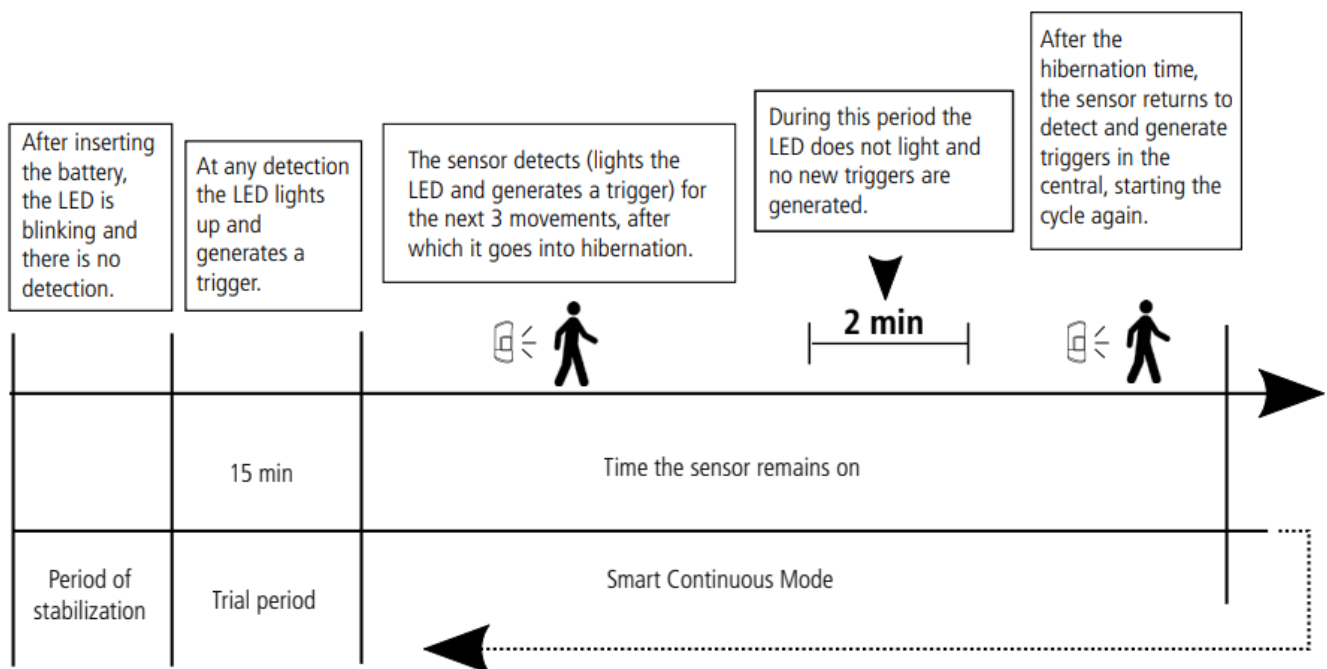 After inserting
the battery,
the LED is
blinking and
there is no
detection.
At any detection
the LED lights
up and
generates a
trigger.
The sensor detects (lights the
LED and generates a trigger) for
the next 3 movements, after
which it goes into hibernation.
During this period the
LED does not light and
no new triggers are
generated.
After the
hibernation time,
the sensor returns to
detect and generate
triggers in the
central, starting the
cycle again.
2 min
15 min
Time the sensor remains on
Period of
stabilization
Trial period
Smart Continuous Mode